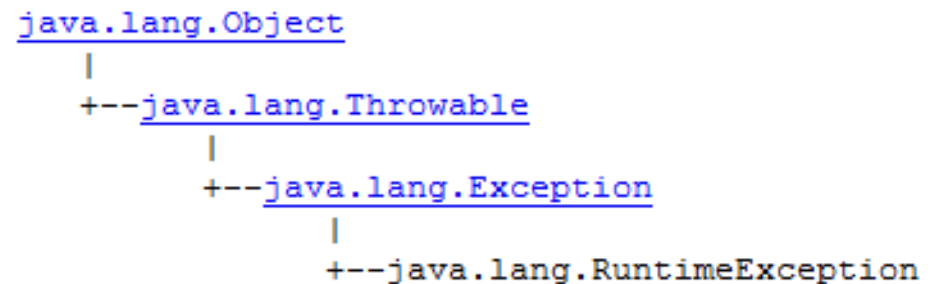 java.lang.Object
|
+--java.lang.Throwable
|
+--java.lang.Exception
|
+--java.lang.RuntimeException